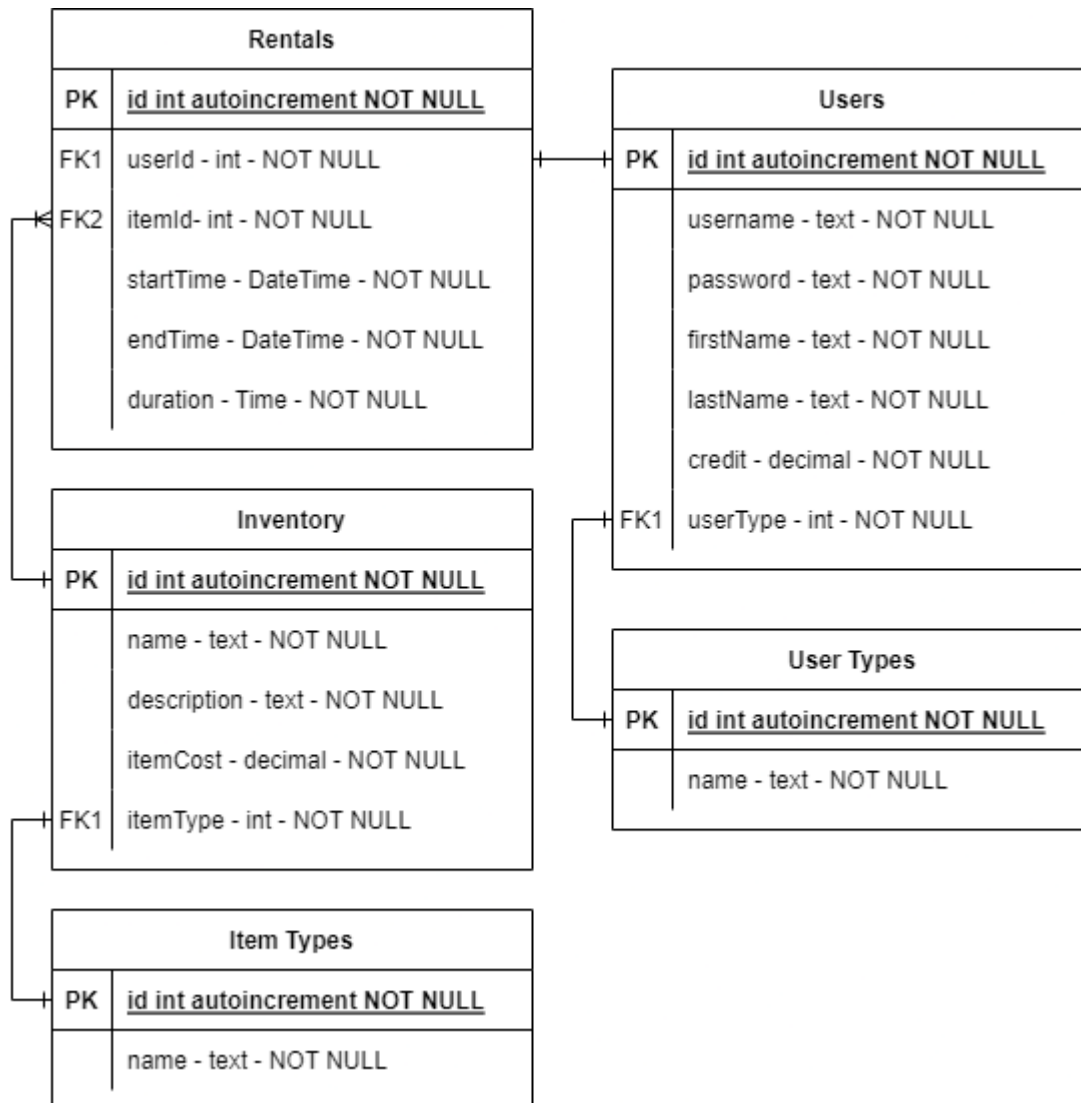 Rentals
PK id int autoincrement NOT NULL
FK1 userId - int - NOT NULL
FK2 itemId- int - NOT NULL
startTime - DateTime - NOT NULL
endTime - DateTime - NOT NULL
duration - Time - NOT NULL
Users
PK id int autoincrement NOT NULL
username - text - NOT NULL
password - text - NOT NULL
firstName - text - NOT NULL
lastName - text - NOT NULL
credit - decimal - NOT NULL
FK1 userType - int - NOT NULL
Inventory
PK id int autoincrement NOT NULL
name - text - NOT NULL
description - text - NOT NULL
itemCost - decimal - NOT NULL
FK1 itemType - int - NOT NULL
User Types
PK id int autoincrement NOT NULL
name - text - NOT NULL
Item Types
PK id int autoincrement NOT NULL
name - text - NOT NULL